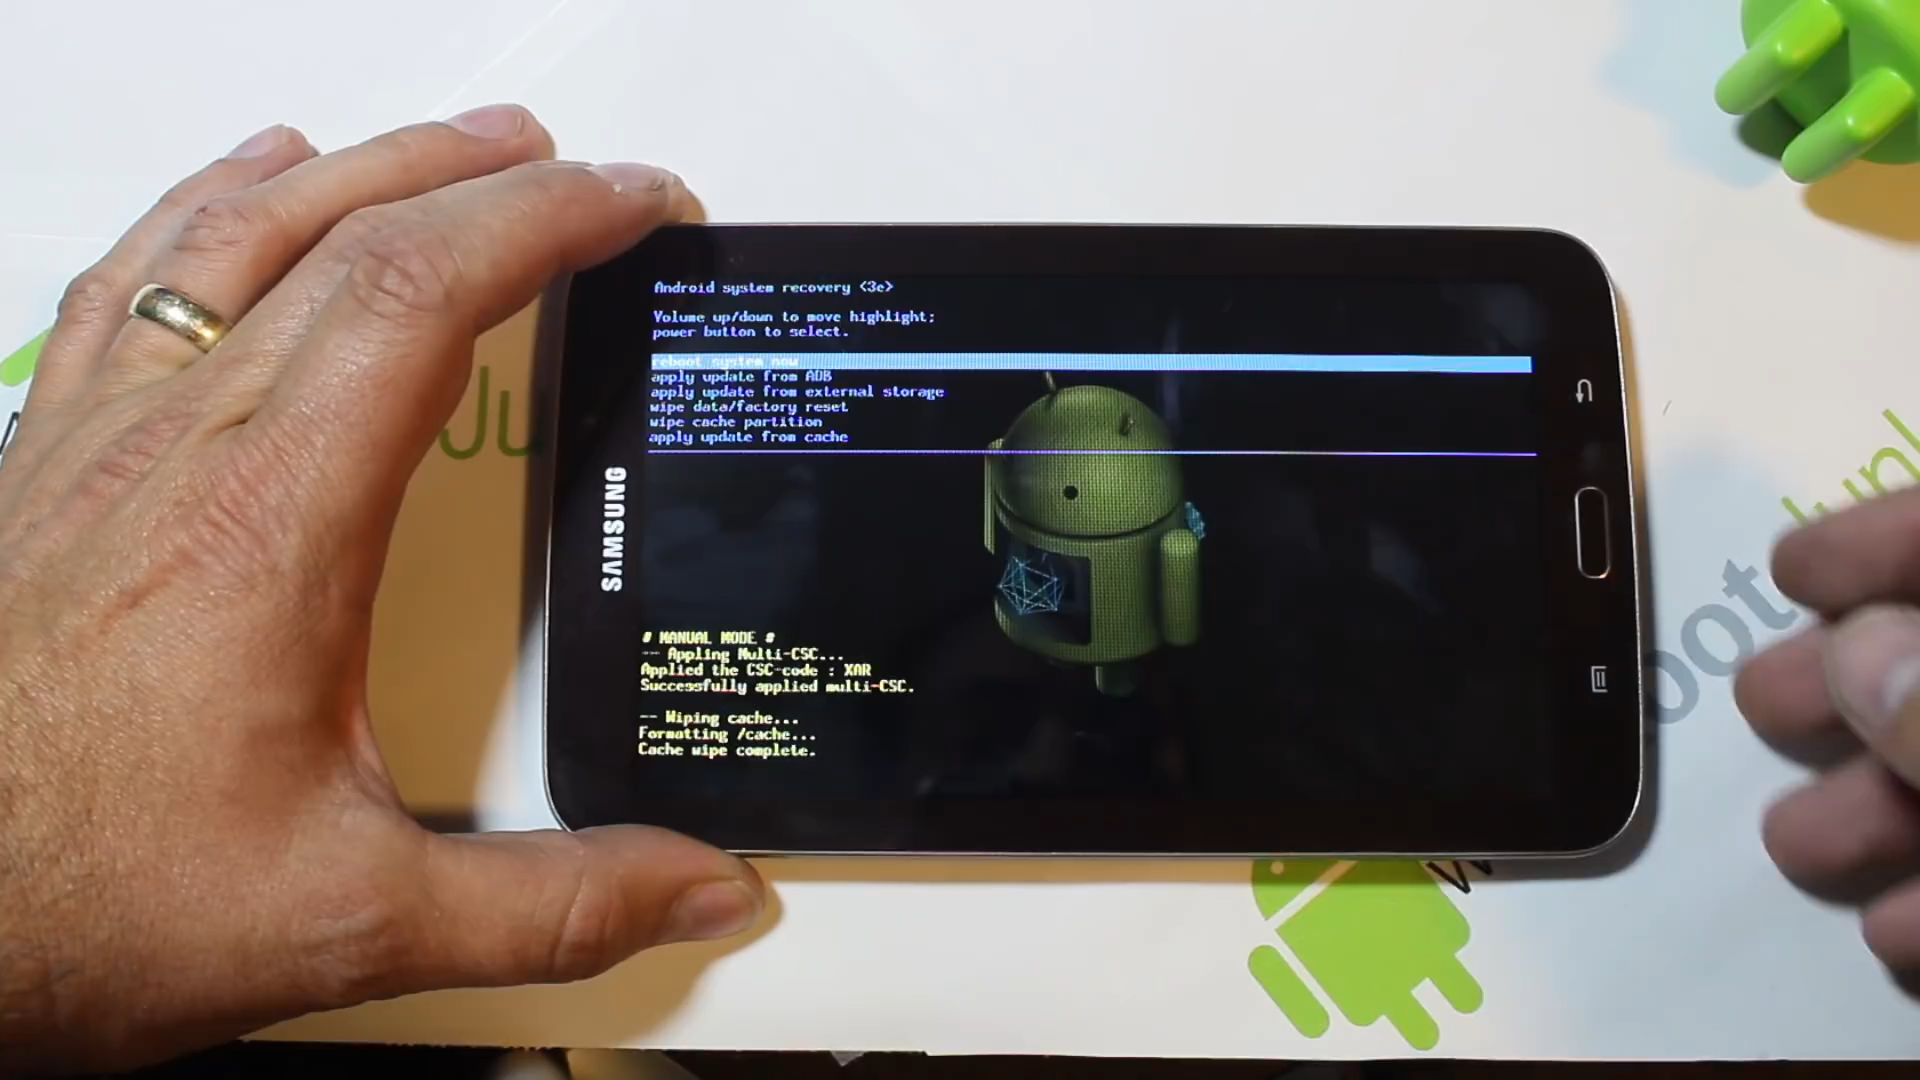 Android system recovery <3e>
Volume up/down to move highlight;
power button to select.
reboot system now
apply update from ADB
apply update from external storage
wipe data/factory reset
wipe cache partition
apply update from cache
SAMSUNG
# MANUAL MODE #
-- Appling Multi-CSC...
Applied the CSC-code : XAR
Successfully applied multi-CSC.
-- Wiping cache...
Formatting /cache...
Cache wipe complete.
Ju
oot
Junk
W